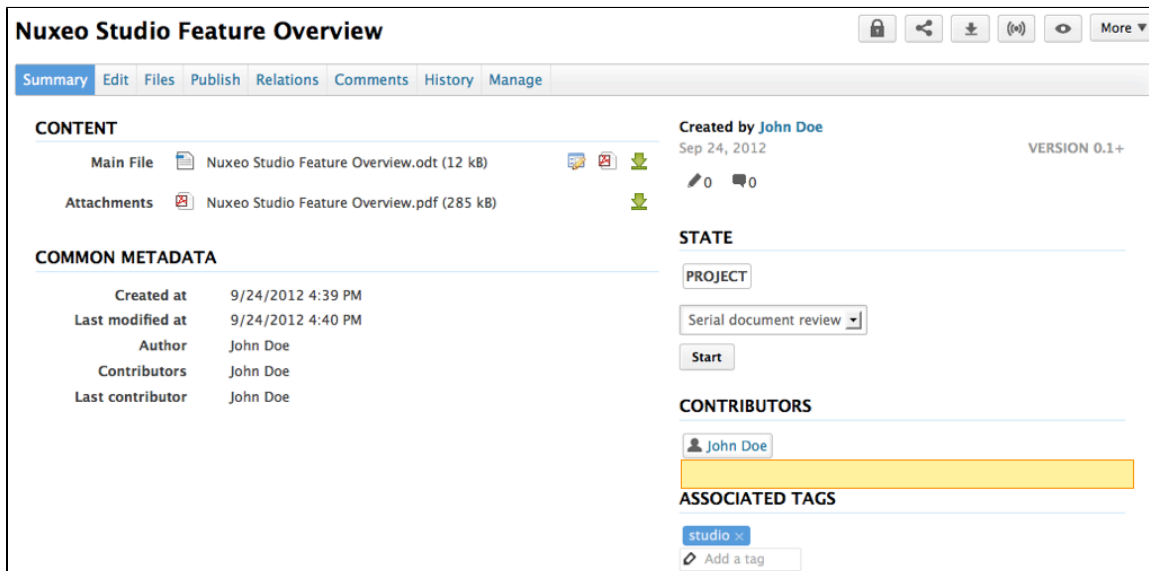 Nuxeo Studio Feature Overview
More ▼
Summary Edit Files Publish Relations Comments History Manage
CONTENT
Main File Nuxeo Studio Feature Overview.odt (12 kB)
Attachments Nuxeo Studio Feature Overview.pdf (285 kB)
COMMON METADATA
Created at 9/24/2012 4:39 PM
Last modified at 9/24/2012 4:40 PM
Author John Doe
Contributors John Doe
Last contributor John Doe
Created by John Doe
Sep 24, 2012 VERSION 0.1+
0 0
STATE
PROJECT
Serial document review
Start
CONTRIBUTORS
John Doe
ASSOCIATED TAGS
studio ×
Add a tag